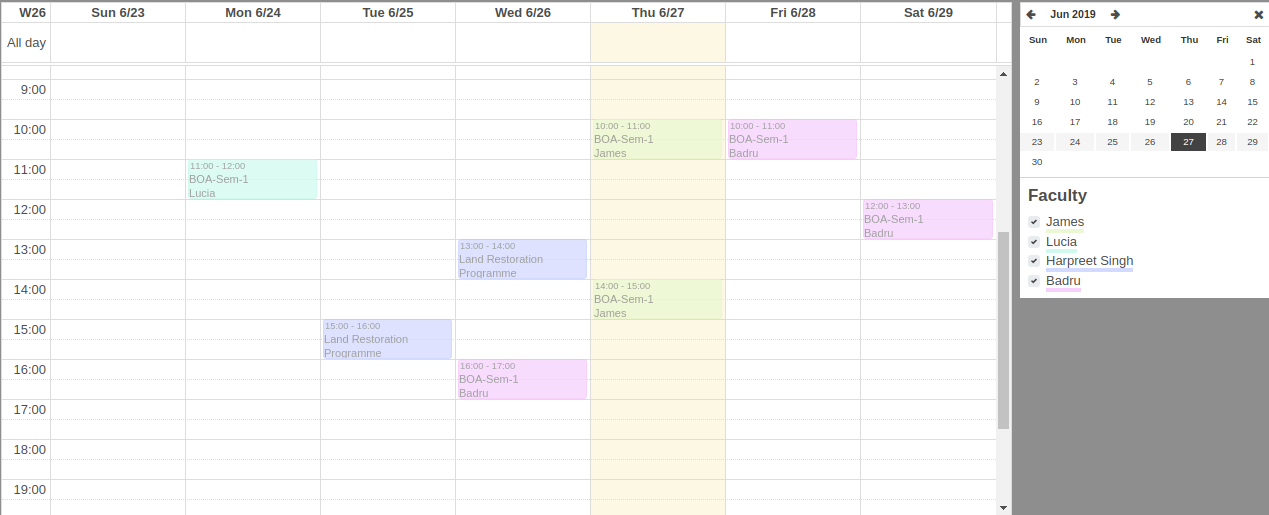 W26 Sun 6/23 Mon 6/24 Tue 6/25 Wed 6/26 Thu 6/27 Fri 6/28 Sat 6/29
All day
9:00
10:00
11:00
12:00
13:00
14:00
15:00
16:00
17:00
18:00
19:00
11:00 - 12:00
BOA-Sem-1
Lucia
15:00 - 16:00
Land Restoration
Programme
13:00 - 14:00
Land Restoration
Programme
16:00 - 17:00
BOA-Sem-1
Badru
10:00 - 11:00
BOA-Sem-1
James
14:00 - 15:00
BOA-Sem-1
James
10:00 - 11:00
BOA-Sem-1
Badru
12:00 - 13:00
BOA-Sem-1
Badru
Jun 2019
Sun Mon Tue Wed Thu Fri Sat
1
2 3 4 5 6 7 8
9 10 11 12 13 14 15
16 17 18 19 20 21 22
23 24 25 26 27 28 29
30
Faculty
James
Lucia
Harpreet Singh
Badru